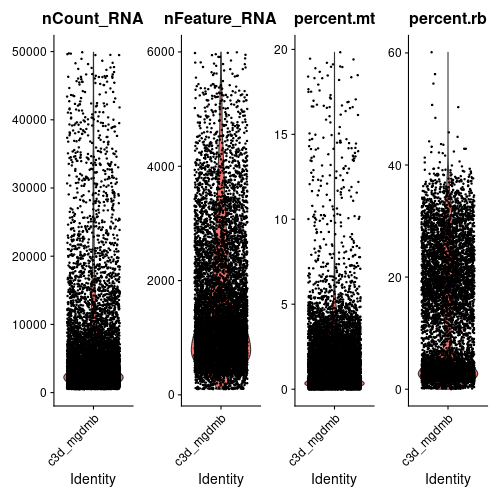 nCount_RNA
50000
40000
30000
20000
10000
0
c3d_mgdmb
Identity
nFeature_RNA
6000
4000
2000
0
c3d_mgdmb
Identity
percent.mt
20
15
10
5
0
c3d_mgdmb
Identity
percent.rb
60
40
20
0
c3d_mgdmb
Identity